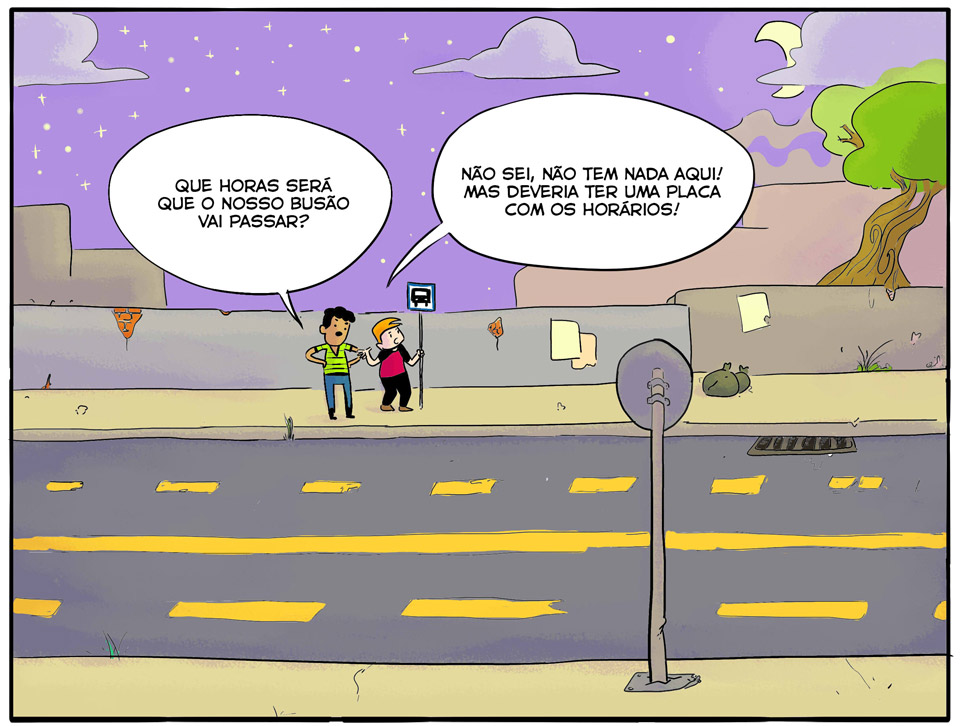 QUE HORAS SERÁ
QUE O NOSSO BUSÃO
VAI PASSAR?
NÃO SEI, NÃO TEM NADA AQUI!
MAS DEVERIA TER UMA PLACA
COM OS HORÁRIOS!